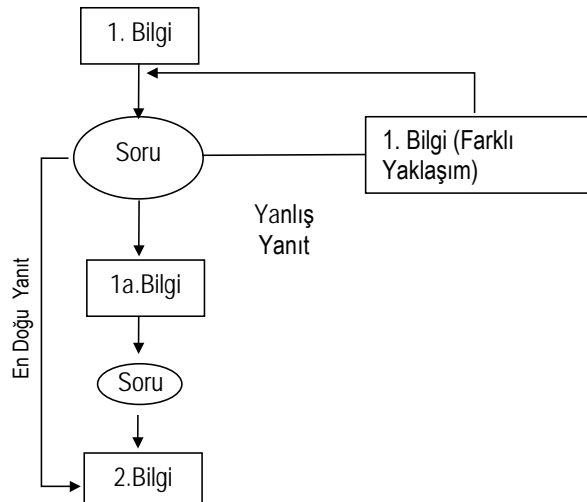 1. Bilgi
Soru
1. Bilgi (Farklı
Yaklaşım)
Yanlış
Yanıt
En Doğu Yanıt
1a.Bilgi
Soru
2.Bilgi